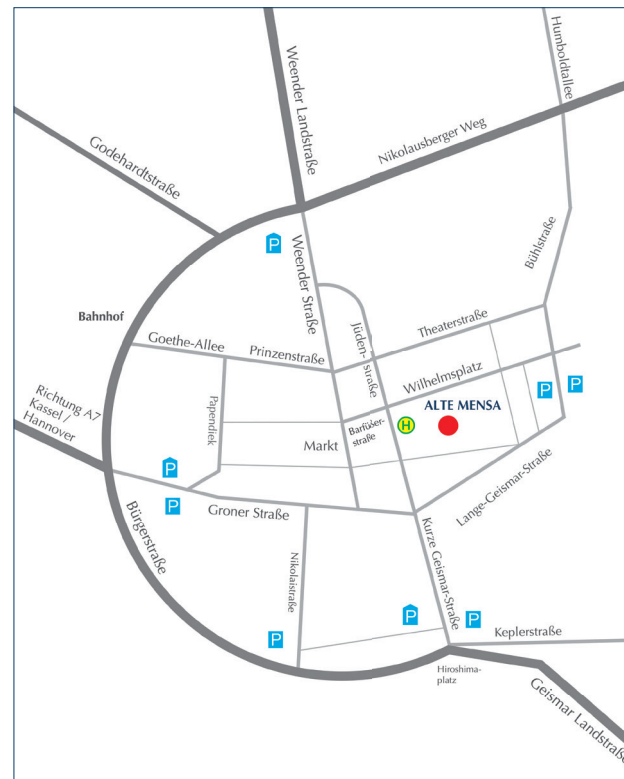 Humboldtallee
Weender Landstraße
Nikolausberger Weg
Godehardtstraße
P
Weender Straße
Bühlstraße
Bahnhof
Jüden-straße
Theaterstraße
Goethe-Allee
Prinzenstraße
Wilhelmsplatz
Richtung A7
Kassel /
Hannover
Papendiek
P
P
ALTE MENSA
H
Barfüßer-
straße
Markt
P
P
Lange-Geismar-Straße
Groner Straße
Bürgerstraße
Kurze Geismar-Straße
Nikolaistraße
P
P
P
Keplerstraße
Hiroshima-
platz
Geismar Landstraße